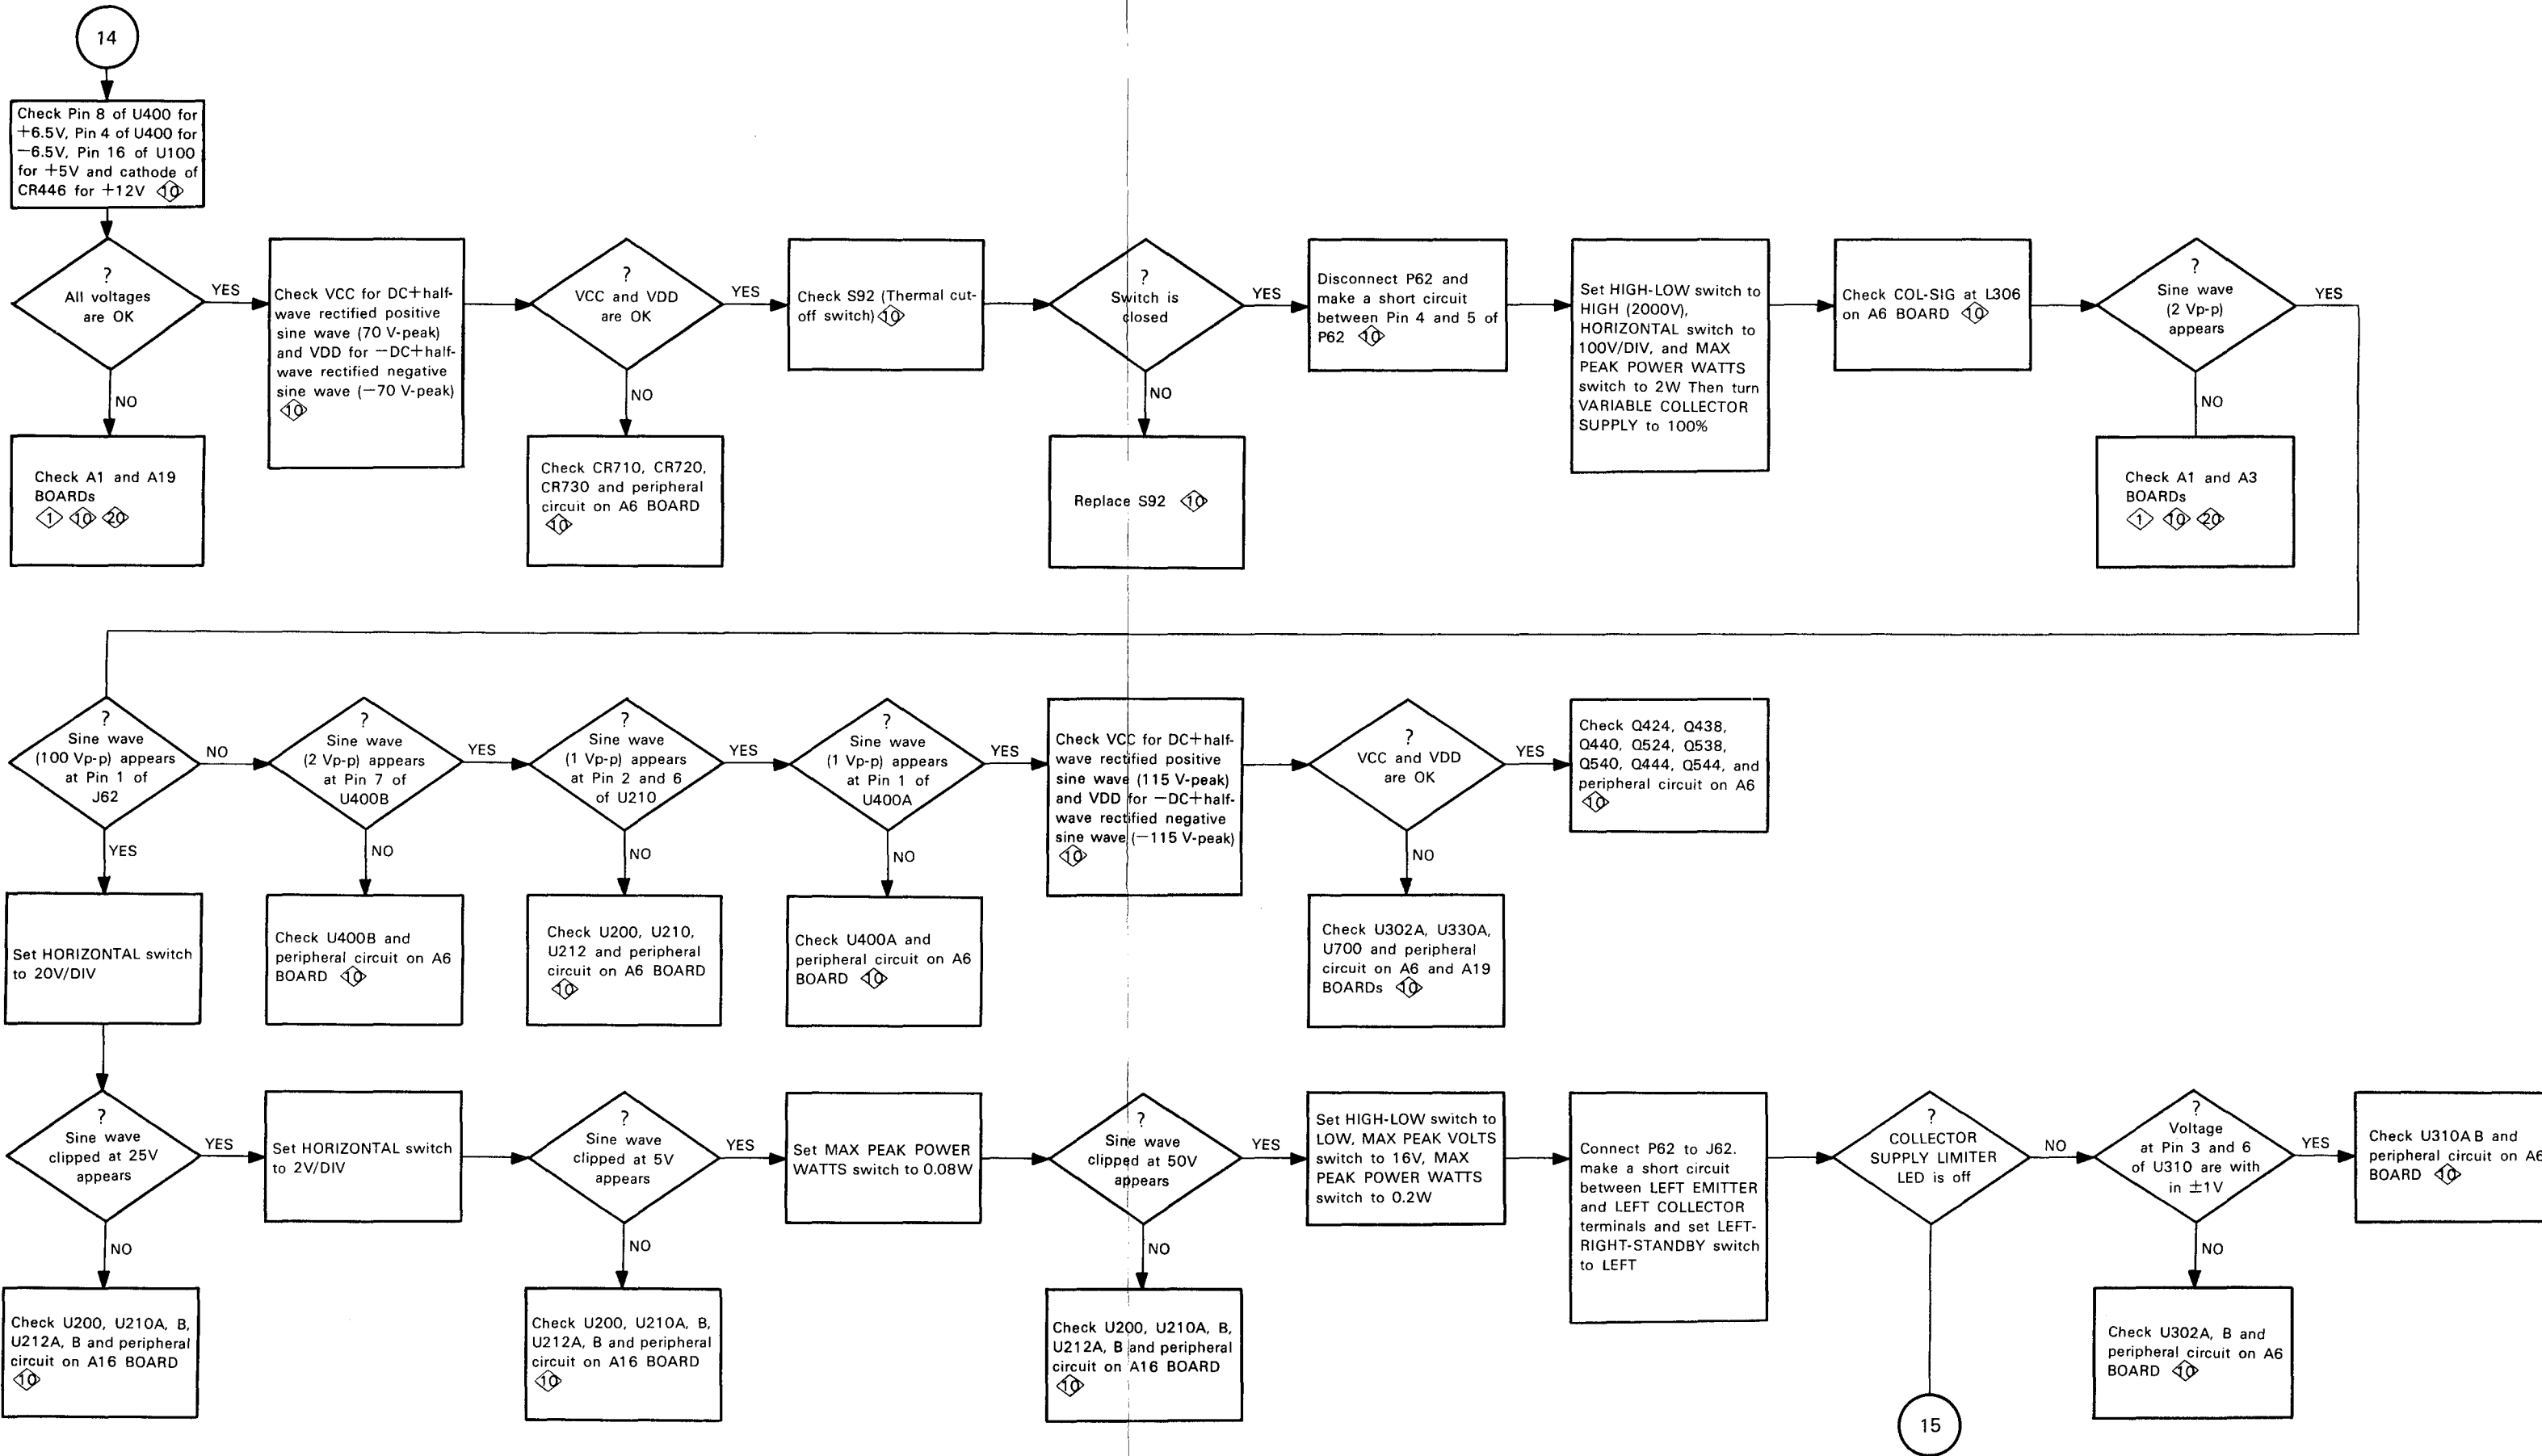 14
Check Pin 8 of U400 for
+6.5V, Pin 4 of U400 for
−6.5V, Pin 16 of U100
for +5V and cathode of
CR446 for +12V 10
?
All voltages
are OK
YES
NO
Check A1 and A19
BOARDs
1 10 20
Check VCC for DC+half-
wave rectified positive
sine wave (70 V-peak)
and VDD for −DC+half-
wave rectified negative
sine wave (−70 V-peak)
10
?
VCC and VDD
are OK
YES
NO
Check CR710, CR720,
CR730 and peripheral
circuit on A6 BOARD
10
Check S92 (Thermal cut-
off switch) 10
?
Switch is
closed
YES
NO
Replace S92 10
Disconnect P62 and
make a short circuit
between Pin 4 and 5 of
P62 10
Set HIGH-LOW switch to
HIGH (2000V),
HORIZONTAL switch to
100V/DIV, and MAX
PEAK POWER WATTS
switch to 2W Then turn
VARIABLE COLLECTOR
SUPPLY to 100%
Check COL-SIG at L306
on A6 BOARD 10
?
Sine wave
(2 Vp-p)
appears
YES
NO
Check A1 and A3
BOARDs
1 10 20
?
Sine wave
(100 Vp-p) appears
at Pin 1 of
J62
NO
YES
Set HORIZONTAL switch
to 20V/DIV
?
Sine wave
(2 Vp-p) appears
at Pin 7 of
U400B
YES
NO
Check U400B and
peripheral circuit on A6
BOARD 10
?
Sine wave
(1 Vp-p) appears
at Pin 2 and 6
of U210
YES
NO
Check U200, U210,
U212 and peripheral
circuit on A6 BOARD
10
?
Sine wave
(1 Vp-p) appears
at Pin 1 of
U400A
YES
NO
Check U400A and
peripheral circuit on A6
BOARD 10
Check VCC for DC+half-
wave rectified positive
sine wave (115 V-peak)
and VDD for −DC+half-
wave rectified negative
sine wave (−115 V-peak)
10
?
VCC and VDD
are OK
YES
NO
Check U302A, U330A,
U700 and peripheral
circuit on A6 and A19
BOARDs 10
Check Q424, Q438,
Q440, Q524, Q538,
Q540, Q444, Q544, and
peripheral circuit on A6
10
?
Sine wave
clipped at 25V
appears
YES
NO
Check U200, U210A, B,
U212A, B and peripheral
circuit on A16 BOARD
10
Set HORIZONTAL switch
to 2V/DIV
?
Sine wave
clipped at 5V
appears
YES
NO
Check U200, U210A, B,
U212A, B and peripheral
circuit on A16 BOARD
10
Set MAX PEAK POWER
WATTS switch to 0.08W
?
Sine wave
clipped at 50V
appears
YES
NO
Check U200, U210A, B,
U212A, B and peripheral
circuit on A16 BOARD
10
Set HIGH-LOW switch to
LOW, MAX PEAK VOLTS
switch to 16V, MAX
PEAK POWER WATTS
switch to 0.2W
Connect P62 to J62.
make a short circuit
between LEFT EMITTER
and LEFT COLLECTOR
terminals and set LEFT-
RIGHT-STANDBY switch
to LEFT
?
COLLECTOR
SUPPLY LIMITER
LED is off
NO
15
?
Voltage
at Pin 3 and 6
of U310 are with
in ±1V
YES
NO
Check U302A, B and
peripheral circuit on A6
BOARD 10
Check U310A B and
peripheral circuit on A6
BOARD 10